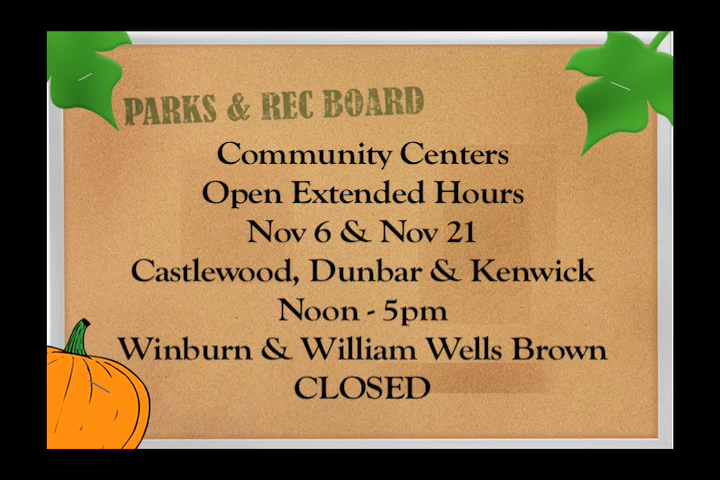 PARKS & REC BOARD
Community Centers
Open Extended Hours
Nov 6 & Nov 21
Castlewood, Dunbar & Kenwick
Noon - 5pm
Winburn & William Wells Brown
CLOSED